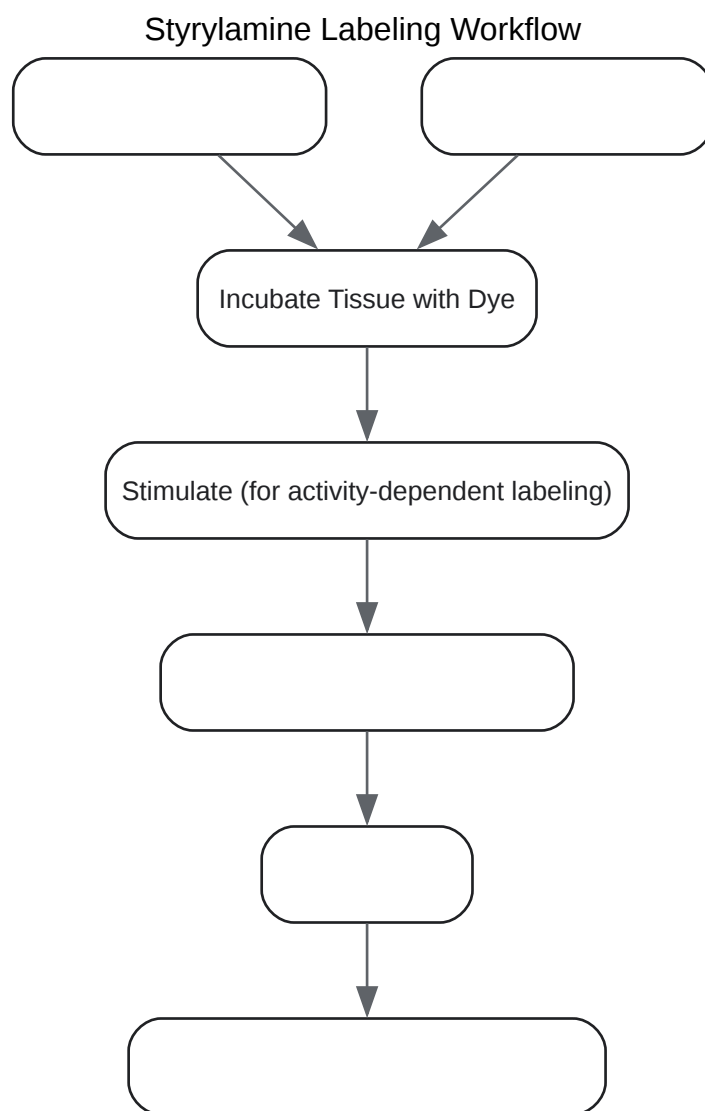 Styrylamine Labeling Workflow
Incubate Tissue with Dye
Stimulate (for activity-dependent labeling)